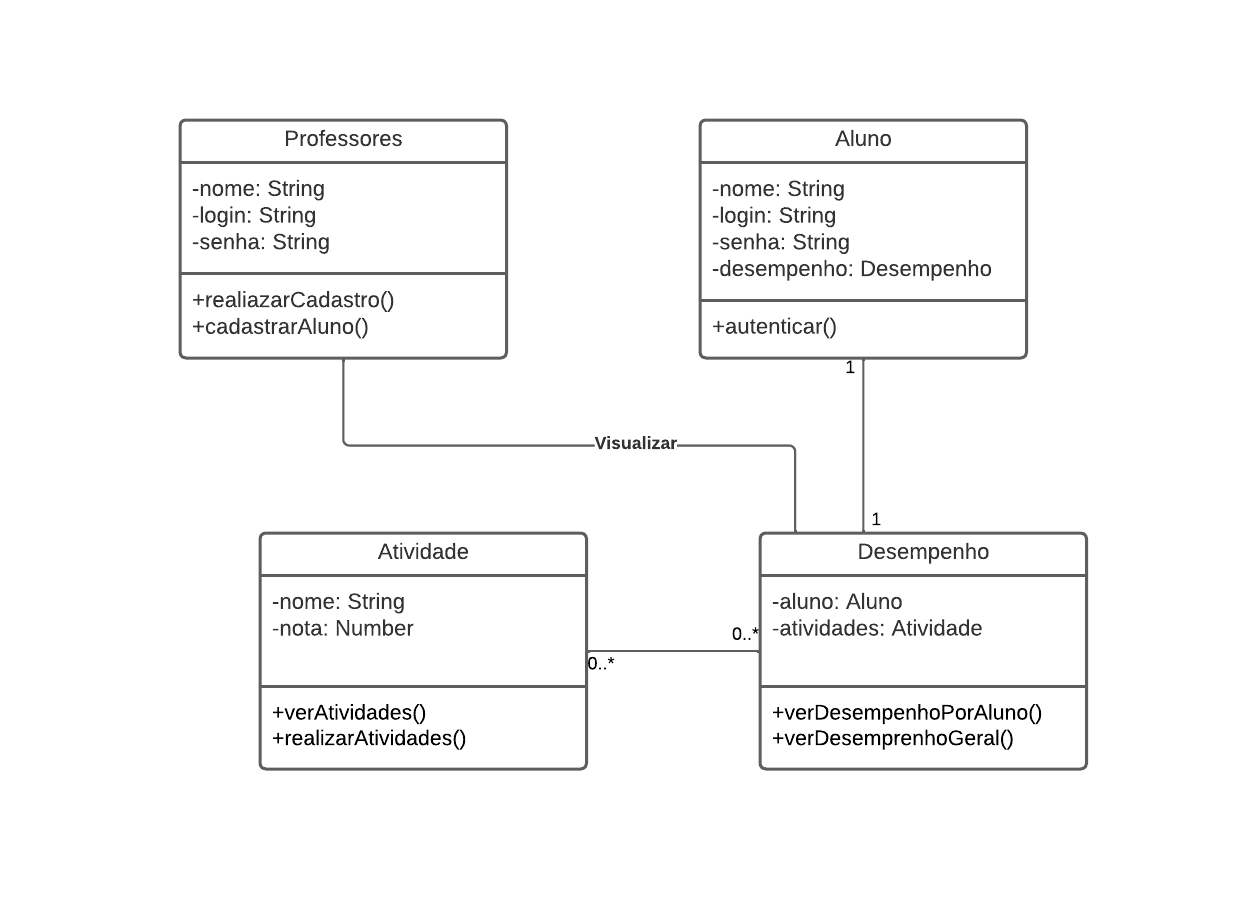 Professores
-nome: String
-login: String
-senha: String
+realiazarCadastro()
+cadastrarAluno()
Aluno
-nome: String
-login: String
-senha: String
-desempenho: Desempenho
+autenticar()
1
Visualizar
1
Atividade
-nome: String
-nota: Number
+verAtividades()
+realizarAtividades()
0..*
0..*
Desempenho
-aluno: Aluno
-atividades: Atividade
+verDesempenhoPorAluno()
+verDesemprenhoGeral()